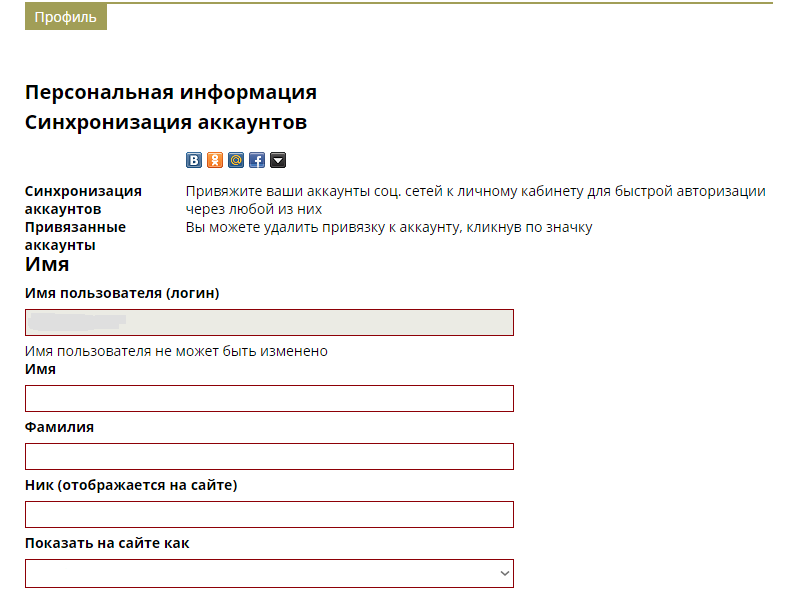 Профиль
Персональная информация
Синхронизация аккаунтов
Синхронизация аккаунтов
Привяжите ваши аккаунты соц. сетей к личному кабинету для быстрой авторизации
через любой из них
Привязанные аккаунты
Вы можете удалить привязку к аккаунту, кликнув по значку
Имя
Имя пользователя (логин)
Имя пользователя не может быть изменено
Имя
Фамилия
Ник (отображается на сайте)
Показать на сайте как